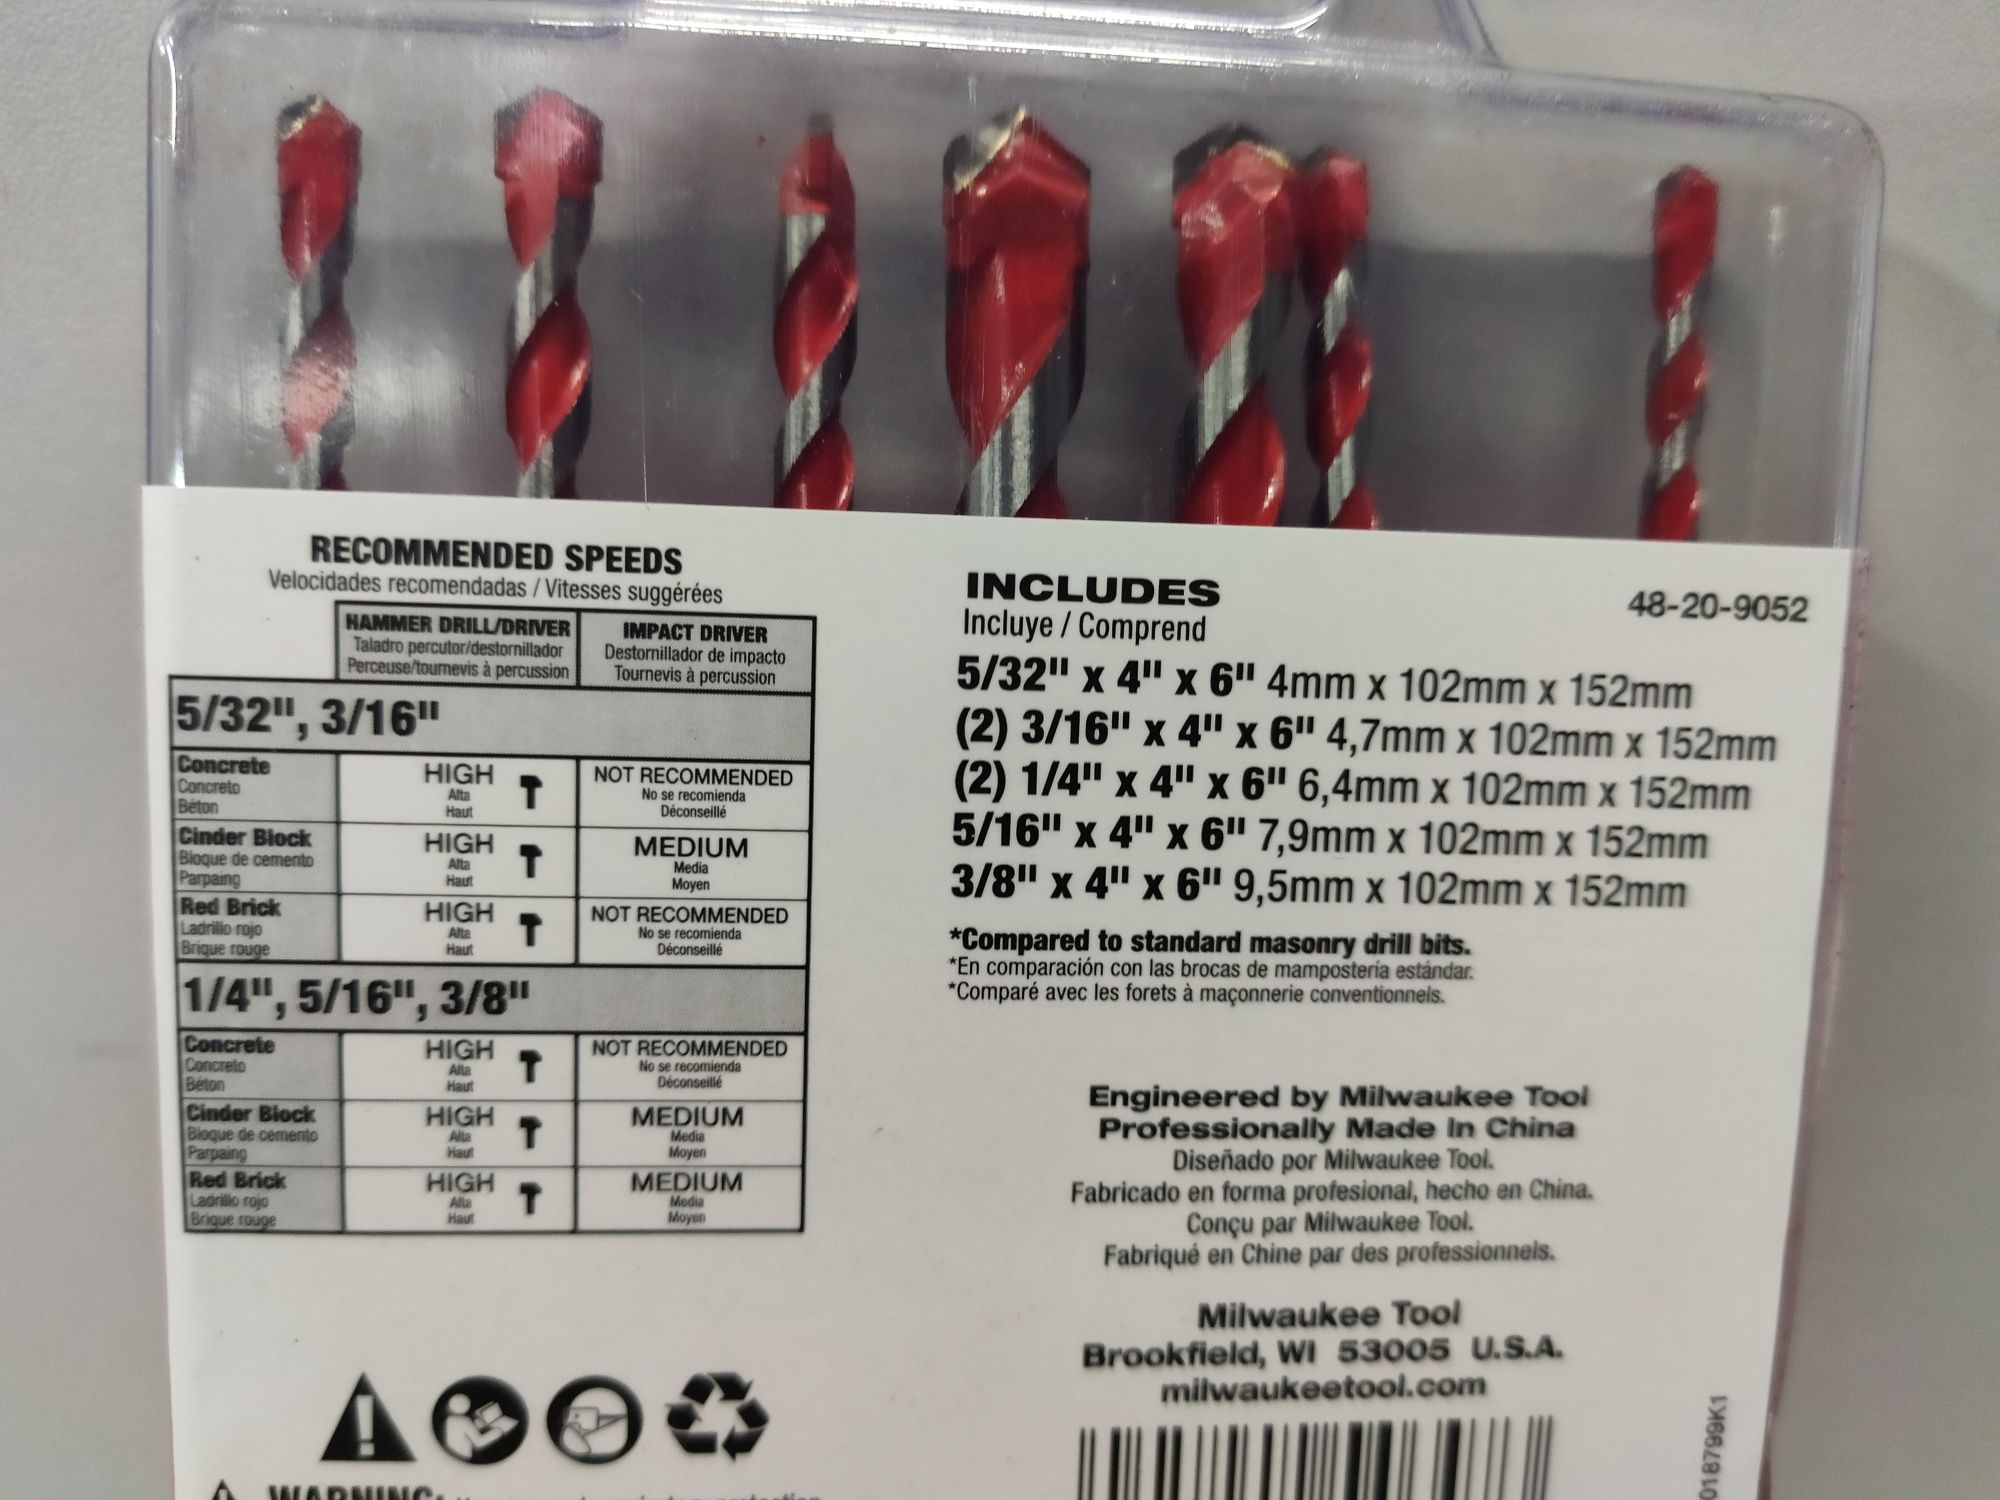 RECOMMENDED SPEEDS
Velocidades recomendadas / Vitesses suggérées
HAMMER DRILL/DRIVER
Taladro percutor/destornillador
Perceuse/tournevis à percussion
IMPACT DRIVER
Destornillador de impacto
Tournevis à percussion
5/32", 3/16"
Concrete
Concreto
Béton
HIGH
Alta
Haut
NOT RECOMMENDED
No se recomienda
Déconseillé
Cinder Block
Bloque de cemento
Parpaing
HIGH
Alta
Haut
MEDIUM
Media
Moyen
Red Brick
Ladrillo rojo
Brique rouge
HIGH
Alta
Haut
NOT RECOMMENDED
No se recomienda
Déconseillé
1/4", 5/16", 3/8"
Concrete
Concreto
Béton
HIGH
Alta
Haut
NOT RECOMMENDED
No se recomienda
Déconseillé
Cinder Block
Bloque de cemento
Parpaing
HIGH
Alta
Haut
MEDIUM
Media
Moyen
Red Brick
Ladrillo rojo
Brique rouge
HIGH
Alta
Haut
MEDIUM
Media
Moyen
INCLUDES
Incluye / Comprend
48-20-9052
5/32" x 4" x 6" 4mm x 102mm x 152mm
(2) 3/16" x 4" x 6" 4,7mm x 102mm x 152mm
(2) 1/4" x 4" x 6" 6,4mm x 102mm x 152mm
5/16" x 4" x 6" 7,9mm x 102mm x 152mm
3/8" x 4" x 6" 9,5mm x 102mm x 152mm
*Compared to standard masonry drill bits.
*En comparación con las brocas de mampostería estándar.
*Comparé avec les forets à maçonnerie conventionnels.
Engineered by Milwaukee Tool
Professionally Made In China
Diseñado por Milwaukee Tool.
Fabricado en forma profesional, hecho en China.
Conçu par Milwaukee Tool.
Fabriqué en Chine par des professionnels.
Milwaukee Tool
Brookfield, WI 53005 U.S.A.
milwaukeetool.com
018799K1
WARNING: